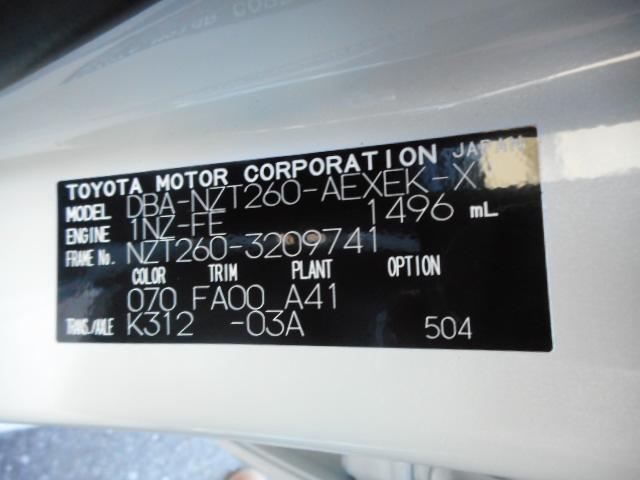 TOYOTA MOTOR CORPORATION JAPAN
MODEL DBA-NZT260-AEXEK-X
ENGINE 1NZ-FE 1496 mL
FRAME No. NZT260-3209741
COLOR TRIM PLANT OPTION
070 FA00 A41
TRANS./AXLE K312 -03A 504